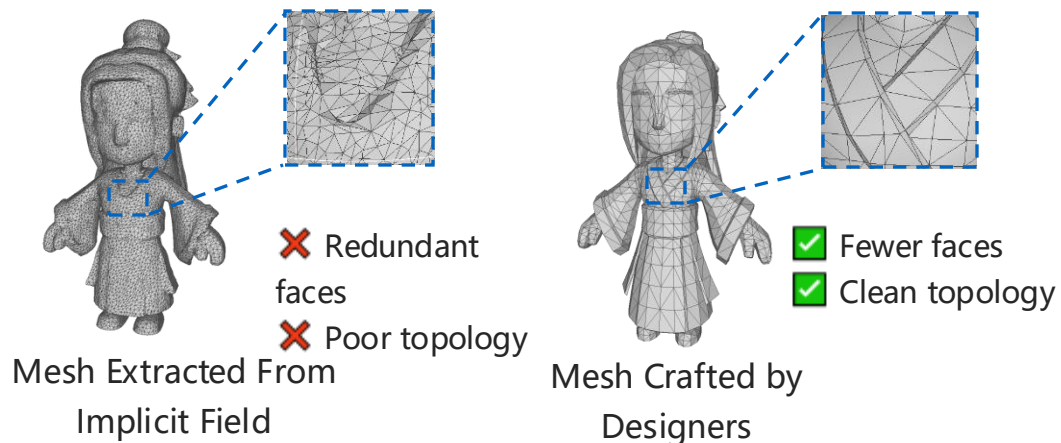 Redundant
faces
Poor topology
Mesh Extracted From
Implicit Field
Fewer faces
Clean topology
Mesh Crafted by
Designers